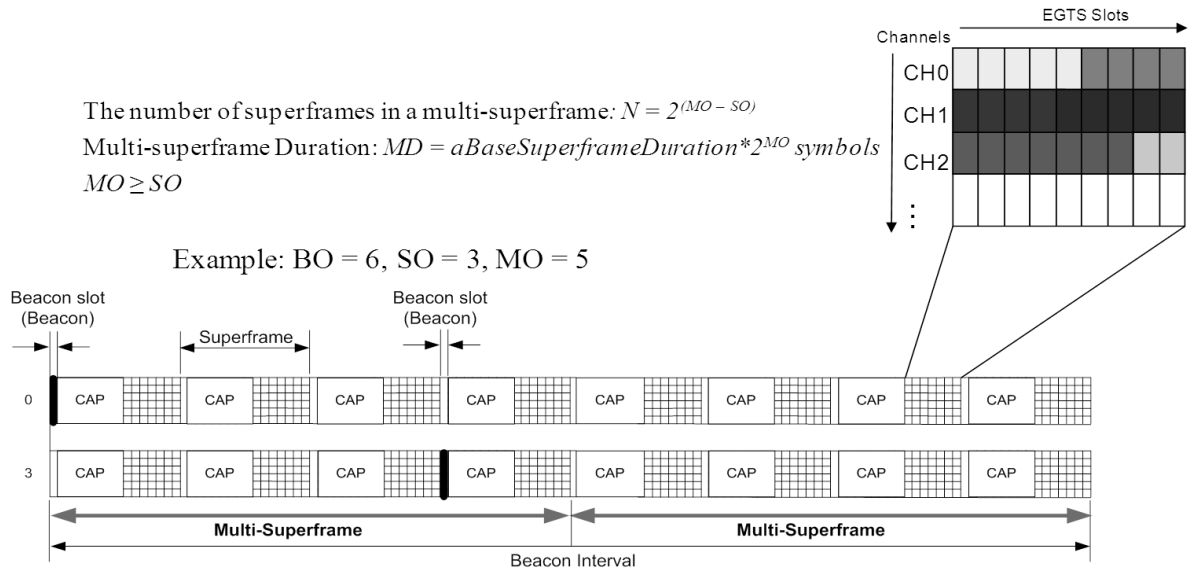 EGTS Slots
Channels
CH0
CH1
CH2
⋮
The number of superframes in a multi-superframe: N = 2^(MO – SO)
Multi-superframe Duration: MD = aBaseSuperframeDuration*2^MO symbols
MO ≥ SO
Example: BO = 6, SO = 3, MO = 5
Beacon slot
(Beacon)
Superframe
Beacon slot
(Beacon)
0 CAP CAP CAP CAP CAP CAP CAP CAP
3 CAP CAP CAP CAP CAP CAP CAP CAP
Multi-Superframe Multi-Superframe
Beacon Interval